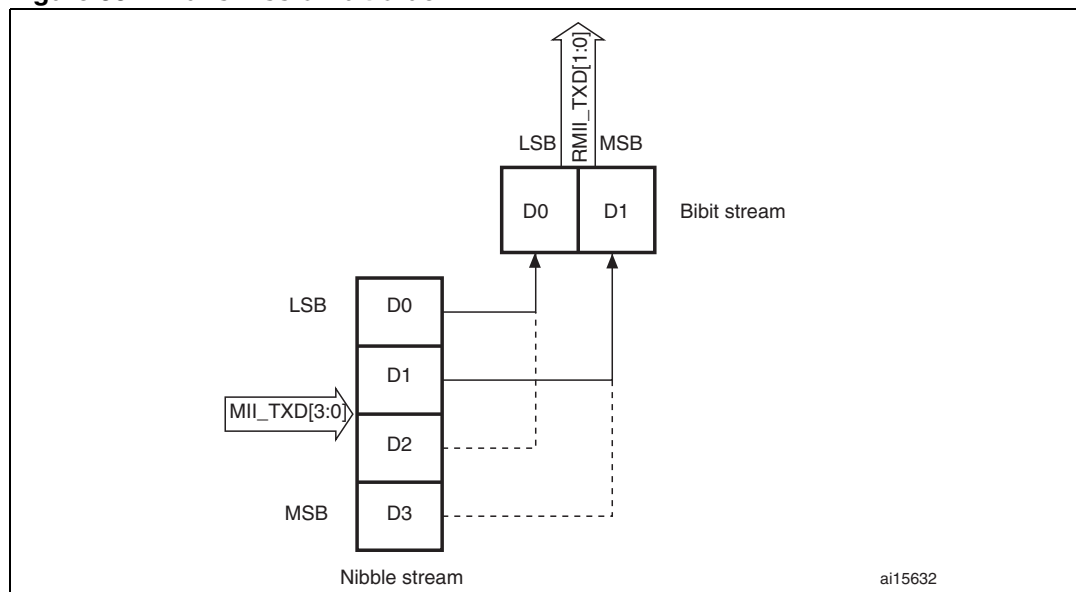 RMII_TXD[1:0]
LSB MSB
D0 D1 Bibit stream
LSB D0
D1
MII_TXD[3:0]
D2
MSB D3
Nibble stream
ai15632